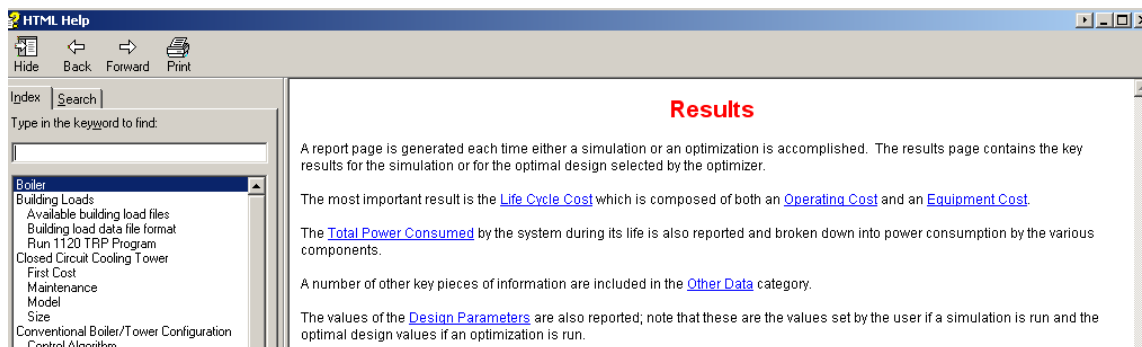 HTML Help
Hide Back Forward Print
Index Search
Type in the keyword to find:
Boiler
Building Loads
Available building load files
Building load data file format
Run 1120 TRP Program
Closed Circuit Cooling Tower
First Cost
Maintenance
Model
Size
Conventional Boiler/Tower Configuration
Control Algorithm
Results
A report page is generated each time either a simulation or an optimization is accomplished. The results page contains the key
results for the simulation or for the optimal design selected by the optimizer.
The most important result is the Life Cycle Cost which is composed of both an Operating Cost and an Equipment Cost.
The Total Power Consumed by the system during its life is also reported and broken down into power consumption by the various
components.
A number of other key pieces of information are included in the Other Data category.
The values of the Design Parameters are also reported; note that these are the values set by the user if a simulation is run and the
optimal design values if an optimization is run.